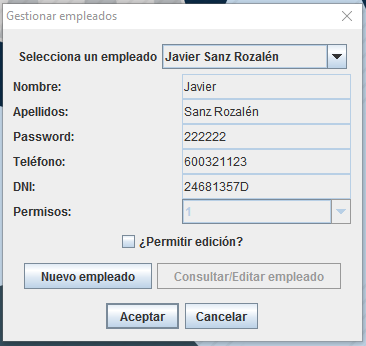 Gestionar empleados
Selecciona un empleado Javier Sanz Rozalén
Nombre: Javier
Apellidos: Sanz Rozalén
Password: 222222
Teléfono: 600321123
DNI: 24681357D
Permisos: 1
¿Permitir edición?
Nuevo empleado Consultar/Editar empleado
Aceptar Cancelar